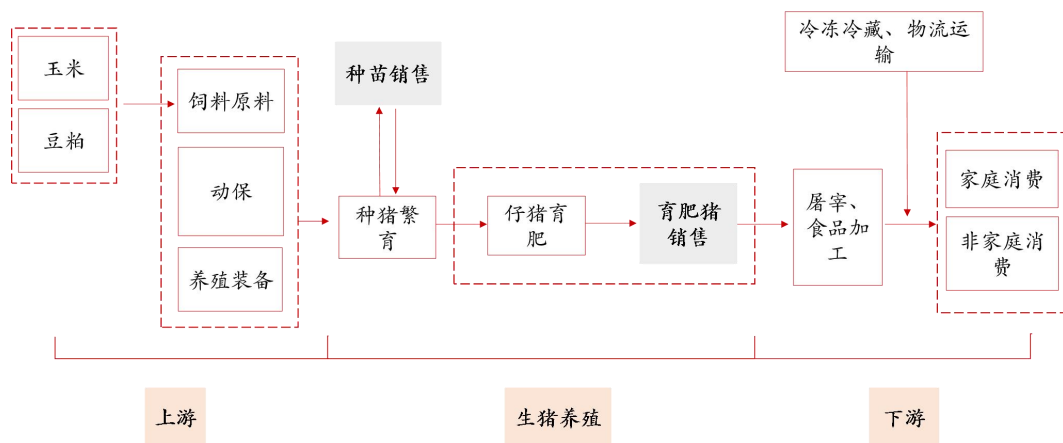 玉米
豆粕
饲料原料
动保
养殖装备
种苗销售
种猪繁
育
仔猪育
肥
育肥猪
销售
屠宰、
食品加
工
冷冻冷藏、物流运
输
家庭消费
非家庭消
费
上游
生猪养殖
下游